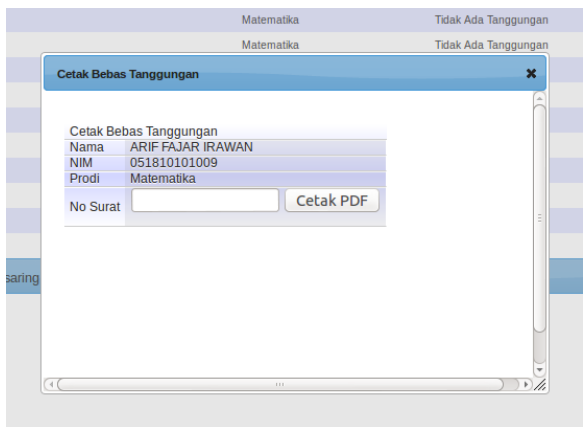 Matematika Tidak Ada Tanggungan
Matematika Tidak Ada Tanggungan
Cetak Bebas Tanggungan
Cetak Bebas Tanggungan
Nama ARIF FAJAR IRAWAN
NIM 051810101009
Prodi Matematika
No Surat Cetak PDF
saring